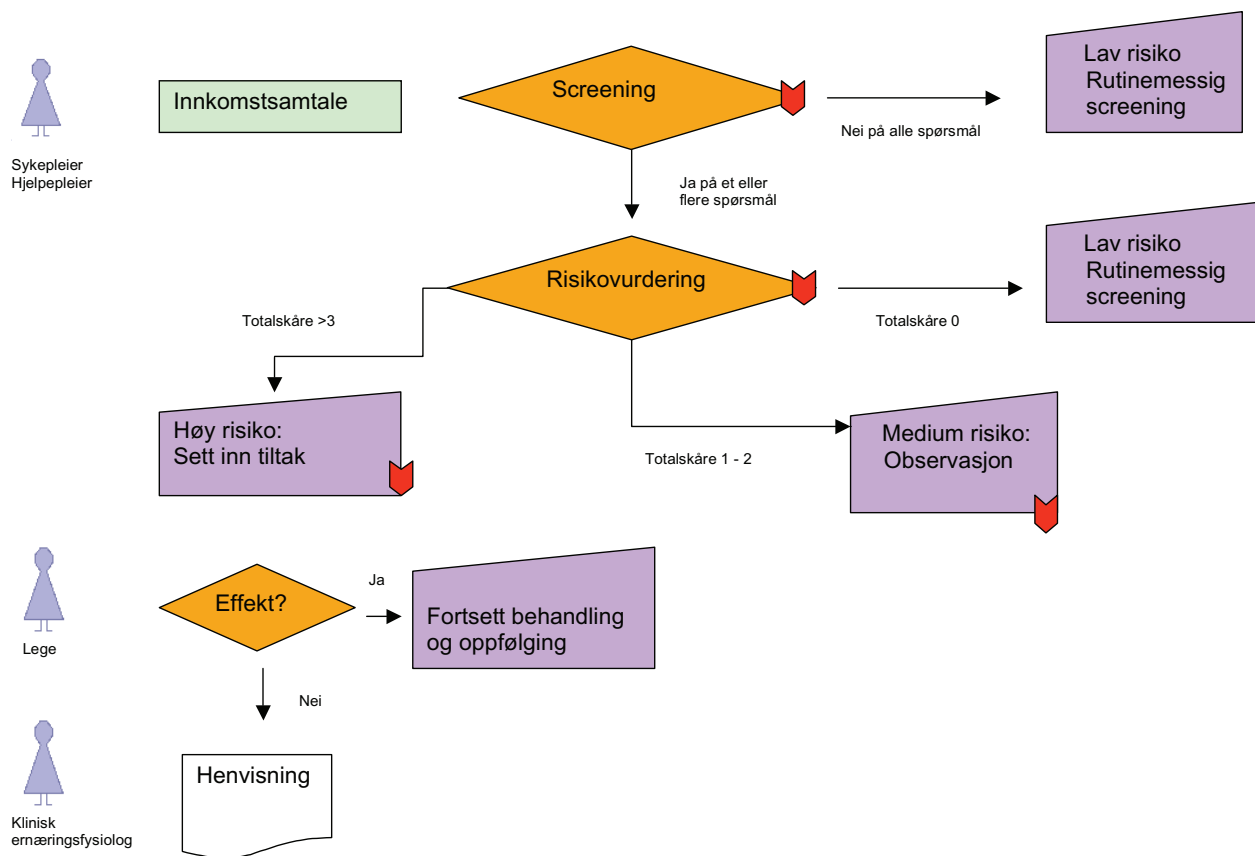 Sykepleier
Hjelpepleier
Innkomstsamtale
Screening
Nei på alle spørsmål
Lav risiko
Rutinemessig
screening
Ja på et eller
flere spørsmål
Risikovurdering
Totalskåre 0
Lav risiko
Rutinemessig
screening
Totalskåre >3
Høy risiko:
Sett inn tiltak
Totalskåre 1 - 2
Medium risiko:
Observasjon
Lege
Effekt?
Ja
Fortsett behandling
og oppfølging
Nei
Klinisk
ernæringsfysiolog
Henvisning